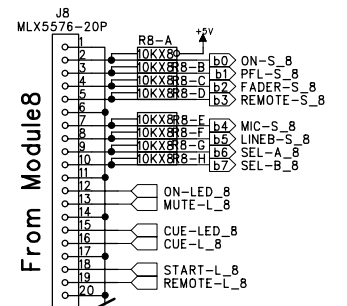 J8
MLX5576-20P
R8-A
+5V
1
2 10KX8 b0 ON-S_8
3 10KX8 R8-B b1 PFL-S_8
4 10KX8 R8-C b2 FADER-S_8
5 10KX8 R8-D b3 REMOTE-S_8
6
7 10KX8 R8-E b4 MIC-S_8
8 10KX8 R8-F b5 LINEB-S_8
9 10KX8 R8-G b6 SEL-A_8
10 10KX8 R8-H b7 SEL-B_8
11
12 ON-LED_8
13 MUTE-L_8
14
15 CUE-LED_8
16 CUE-L_8
17
18 START-L_8
19 REMOTE-L_8
20
From Module8